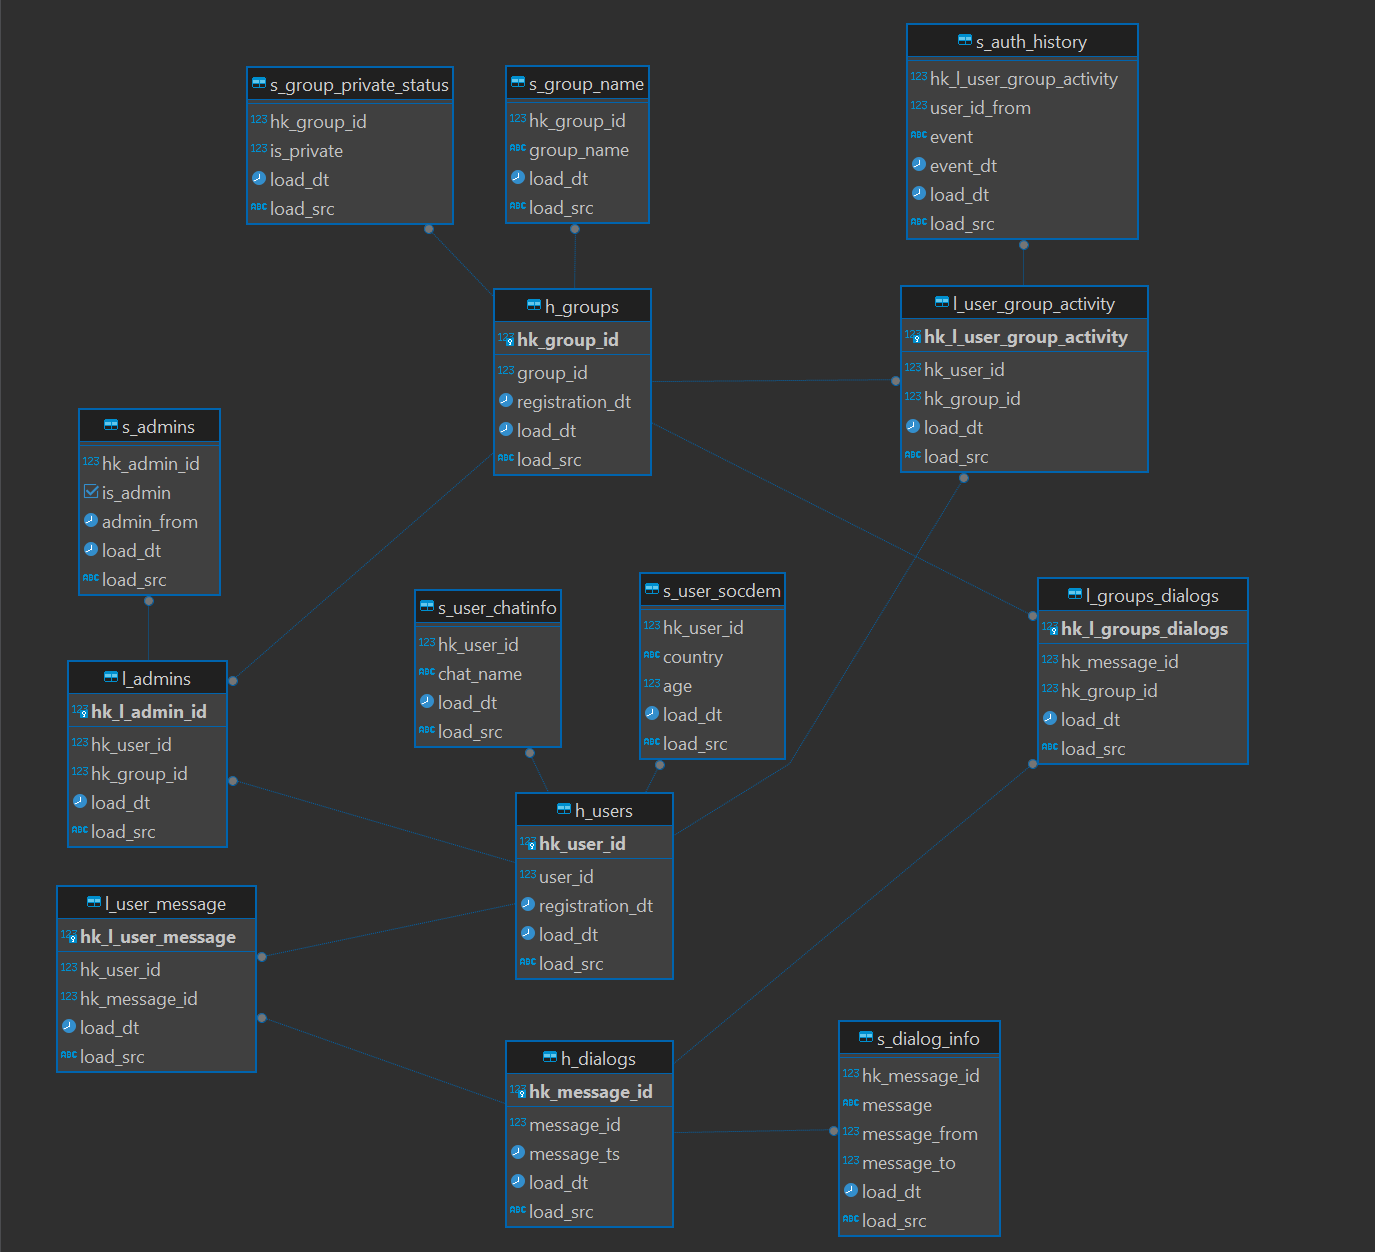 s_auth_history
123 hk_l_user_group_activity
123 user_id_from
ABC event
event_dt
load_dt
ABC load_src
s_group_private_status
123 hk_group_id
123 is_private
load_dt
ABC load_src
s_group_name
123 hk_group_id
ABC group_name
load_dt
ABC load_src
h_groups
123 hk_group_id
123 group_id
registration_dt
load_dt
ABC load_src
l_user_group_activity
123 hk_l_user_group_activity
123 hk_user_id
123 hk_group_id
load_dt
ABC load_src
s_admins
123 hk_admin_id
is_admin
admin_from
load_dt
ABC load_src
s_user_chatinfo
123 hk_user_id
ABC chat_name
load_dt
ABC load_src
s_user_socdem
123 hk_user_id
ABC country
123 age
load_dt
ABC load_src
l_groups_dialogs
123 hk_l_groups_dialogs
123 hk_message_id
123 hk_group_id
load_dt
ABC load_src
l_admins
123 hk_l_admin_id
123 hk_user_id
123 hk_group_id
load_dt
ABC load_src
h_users
123 hk_user_id
123 user_id
registration_dt
load_dt
ABC load_src
l_user_message
123 hk_l_user_message
123 hk_user_id
123 hk_message_id
load_dt
ABC load_src
h_dialogs
123 hk_message_id
123 message_id
message_ts
load_dt
ABC load_src
s_dialog_info
123 hk_message_id
ABC message
123 message_from
123 message_to
load_dt
ABC load_src